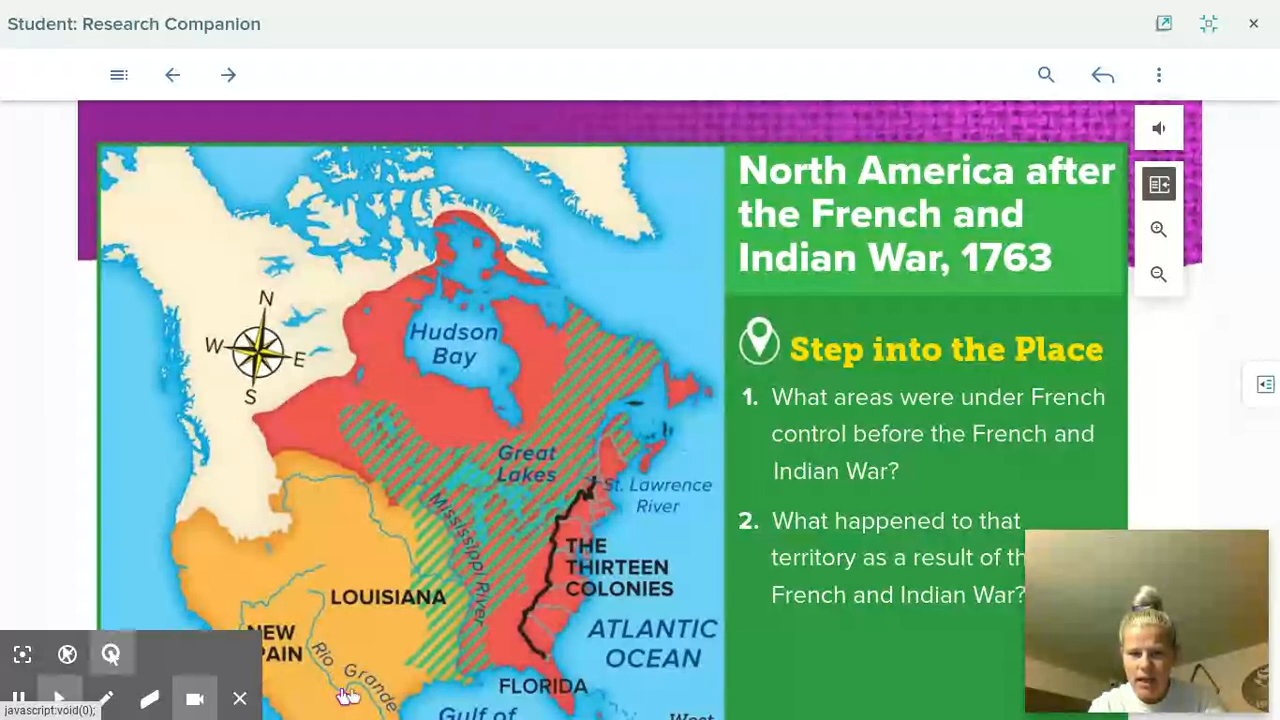 Student: Research Companion
North America after
the French and
Indian War, 1763
Step into the Place
1. What areas were under French
control before the French and
Indian War?
2. What happened to that
territory as a result of th
French and Indian War?
N
W
E
S
Hudson
Bay
Great
Lakes
St. Lawrence
River
Mississippi River
THE
THIRTEEN
COLONIES
LOUISIANA
ATLANTIC
OCEAN
NEW
PAIN
Rio Grande
FLORIDA
Gulf of
West
javascript:void(0);